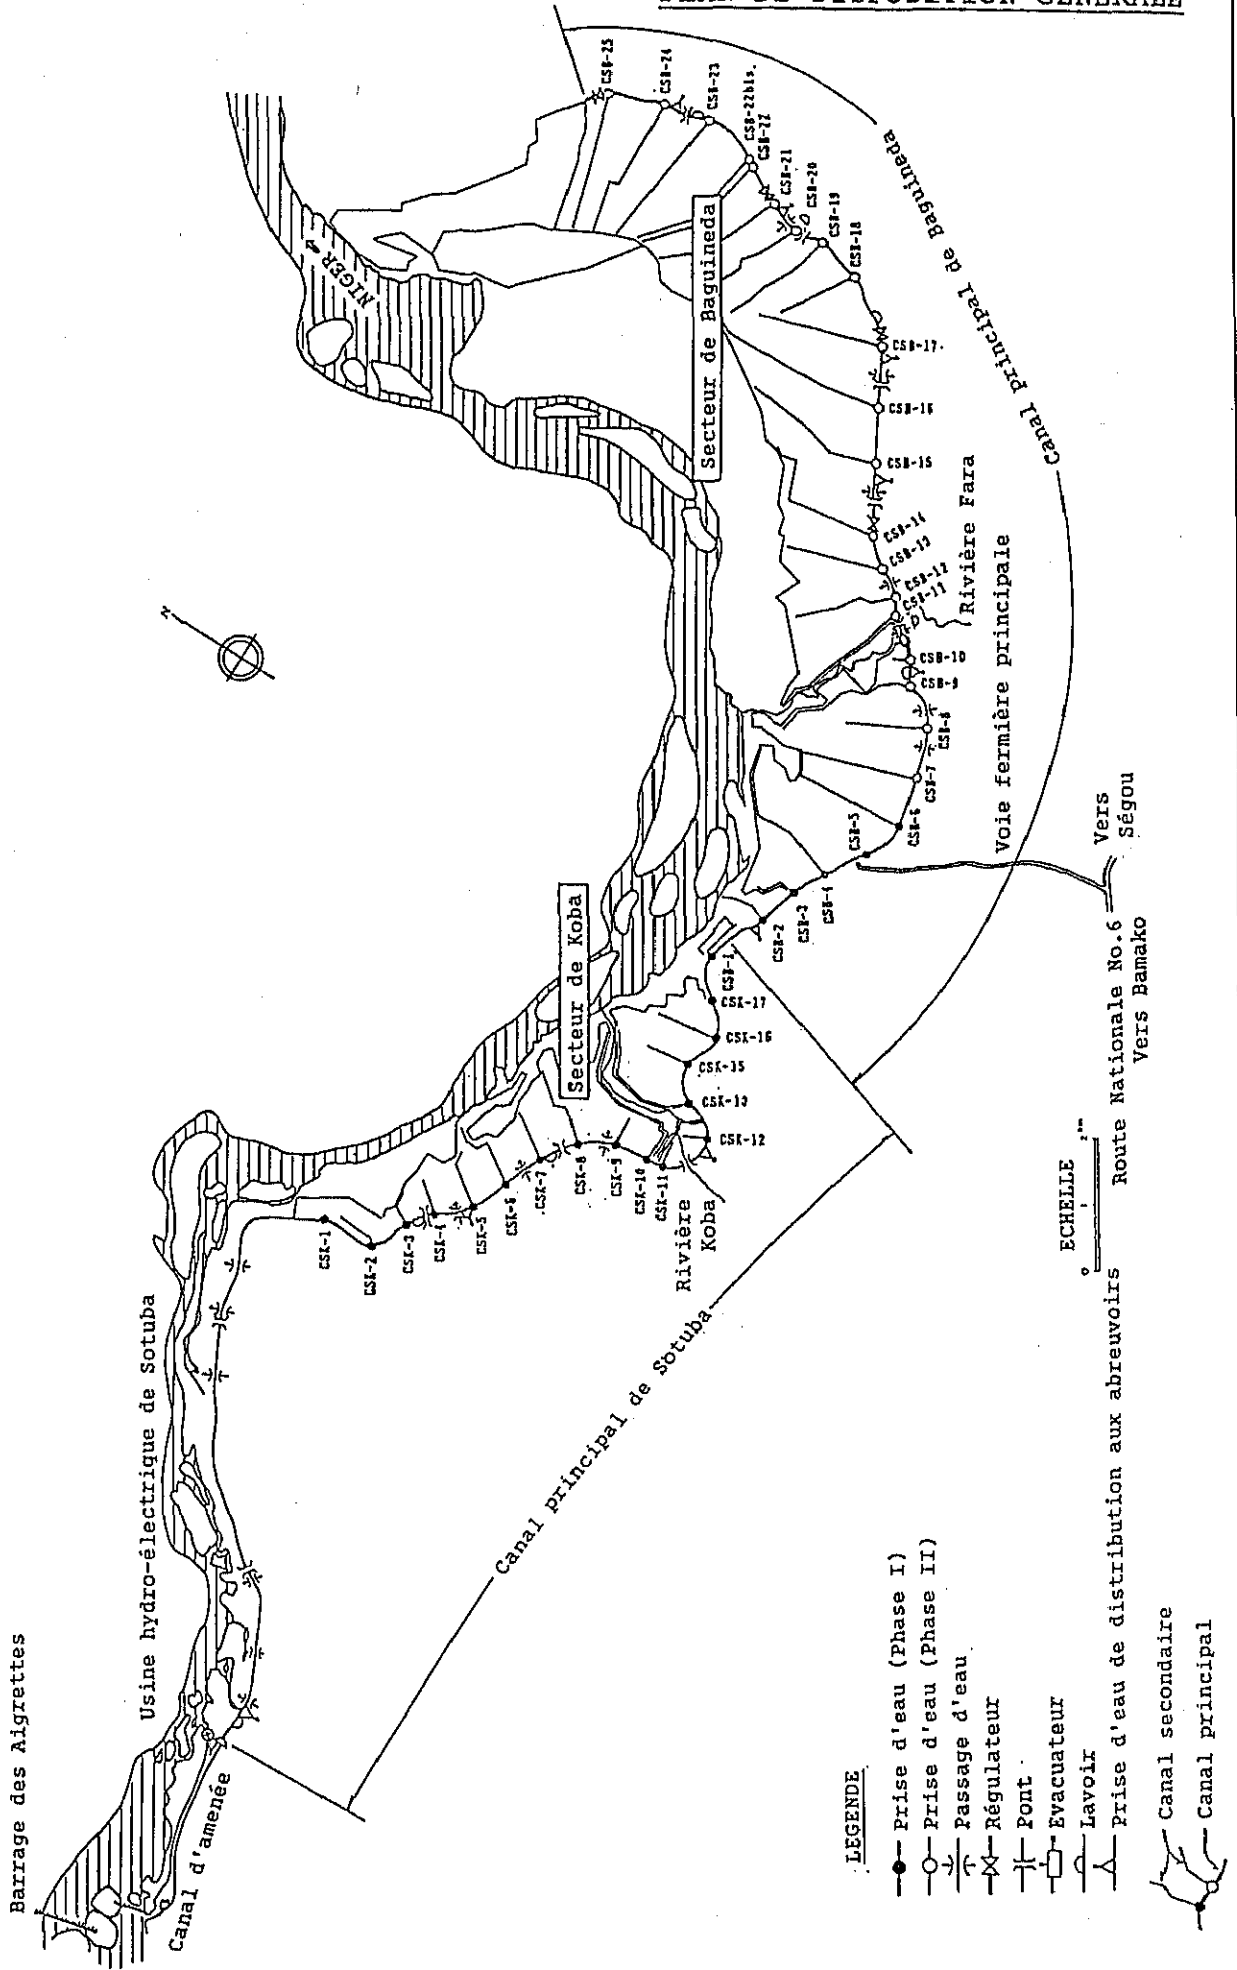 PLAN DE DISPOSITION GENERALE
Barrage des Aigrettes
Canal d'amenée
Usine hydro-électrique de Sotuba
Canal principal de Sotuba
NIGER
N
Secteur de Koba
Secteur de Baguineda
CSK-1
CSK-2
CSK-3
CSK-4
CSK-5
CSK-6
CSK-7
CSK-8
CSK-9
CSK-10
CSK-11
CSK-12
CSK-13
CSK-15
CSK-16
CSK-17
Rivière
Koba
CSB-1
CSB-2
CSB-3
CSB-4
CSB-5
CSB-6
CSB-7
CSB-8
CSB-9
CSB-10
CSB-11
CSB-12
CSB-13
CSB-14
CSB-15
CSB-16
CSB-17
CSB-18
CSB-19
CSB-20
CSB-21
CSB-22
CSB-22bis.
CSB-23
CSB-24
CSB-25
Rivière Fara
Voie fermière principale
Canal principal de Baguineda
Vers
Ségou
Route Nationale No.6
Vers Bamako
ECHELLE
0
2 km
LEGENDE
Prise d'eau (Phase I)
Prise d'eau (Phase II)
Passage d'eau
Régulateur
Pont
Evacuateur
Lavoir
Prise d'eau de distribution aux abreuvoirs
Canal secondaire
Canal principal